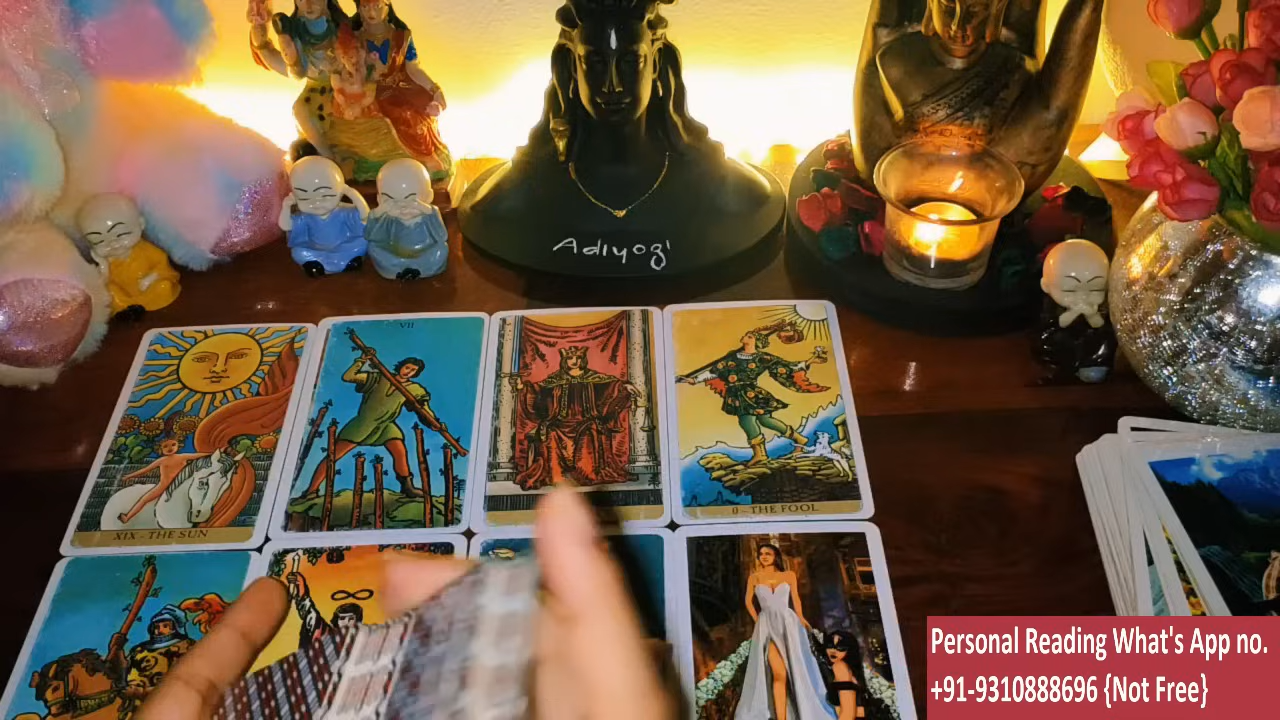 Adiyogi
VII
XIX - THE SUN
0 - THE FOOL
Personal Reading What's App no.
+91-9310888696 {Not Free}